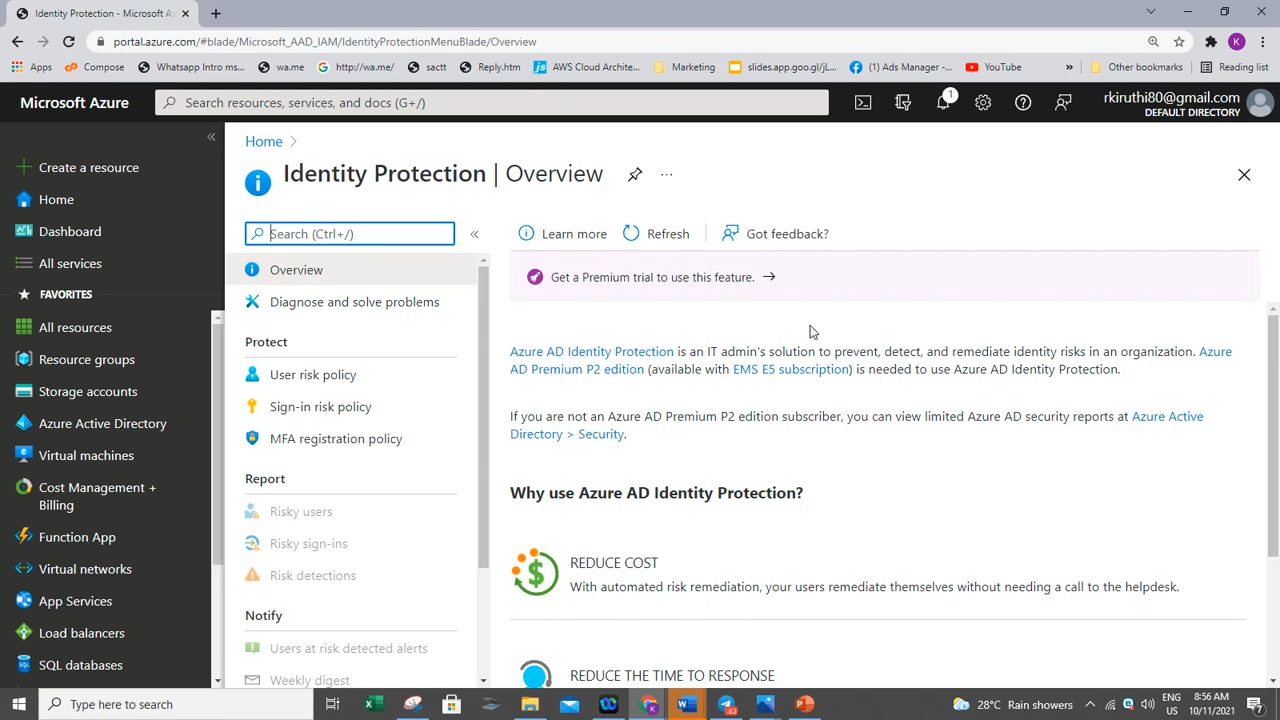 Identity Protection - Microsoft Az
portal.azure.com/#blade/Microsoft_AAD_IAM/IdentityProtectionMenuBlade/Overview
K
Apps
Compose
Whatsapp Intro ms...
wa.me
http://wa.me/
sactt
Reply.htm
AWS Cloud Archite...
Marketing
slides.app.goo.gl/jL...
(1) Ads Manager -...
YouTube
»
Other bookmarks
Reading list
Microsoft Azure
Search resources, services, and docs (G+/)
1
rkiruthi80@gmail.com
DEFAULT DIRECTORY
Create a resource
Home
Dashboard
All services
FAVORITES
All resources
Resource groups
Storage accounts
Azure Active Directory
Virtual machines
Cost Management +
Billing
Function App
Virtual networks
App Services
Load balancers
SQL databases
Home >
Identity Protection | Overview
Search (Ctrl+/)
Overview
Diagnose and solve problems
Protect
User risk policy
Sign-in risk policy
MFA registration policy
Report
Risky users
Risky sign-ins
Risk detections
Notify
Users at risk detected alerts
Weekly digest
Learn more
Refresh
Got feedback?
Get a Premium trial to use this feature. →
Azure AD Identity Protection is an IT admin's solution to prevent, detect, and remediate identity risks in an organization. Azure
AD Premium P2 edition (available with EMS E5 subscription) is needed to use Azure AD Identity Protection.
If you are not an Azure AD Premium P2 edition subscriber, you can view limited Azure AD security reports at Azure Active
Directory > Security.
Why use Azure AD Identity Protection?
REDUCE COST
With automated risk remediation, your users remediate themselves without needing a call to the helpdesk.
REDUCE THE TIME TO RESPONSE
Type here to search
62
28°C Rain showers
ENG
US
8:56 AM
10/11/2021